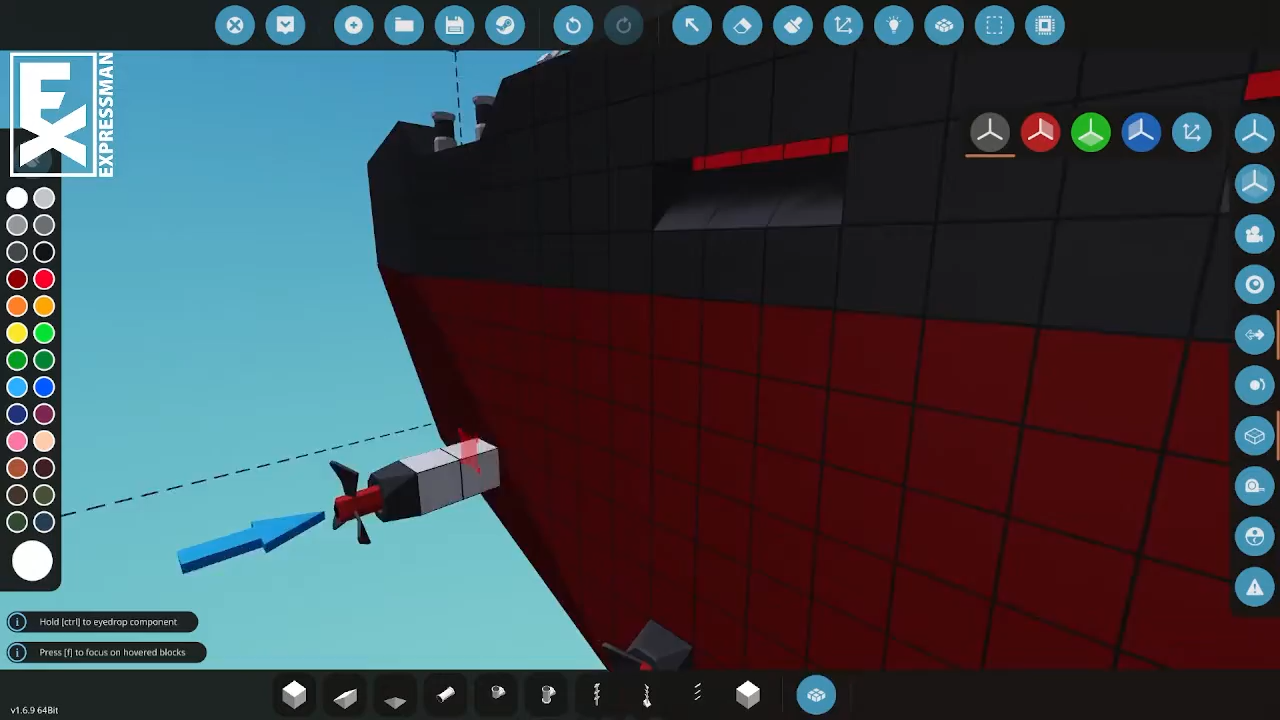 EX
EXPRESSMAN
Hold [ctrl] to eyedrop component
Press [f] to focus on hovered blocks
v1.6.9 64Bit